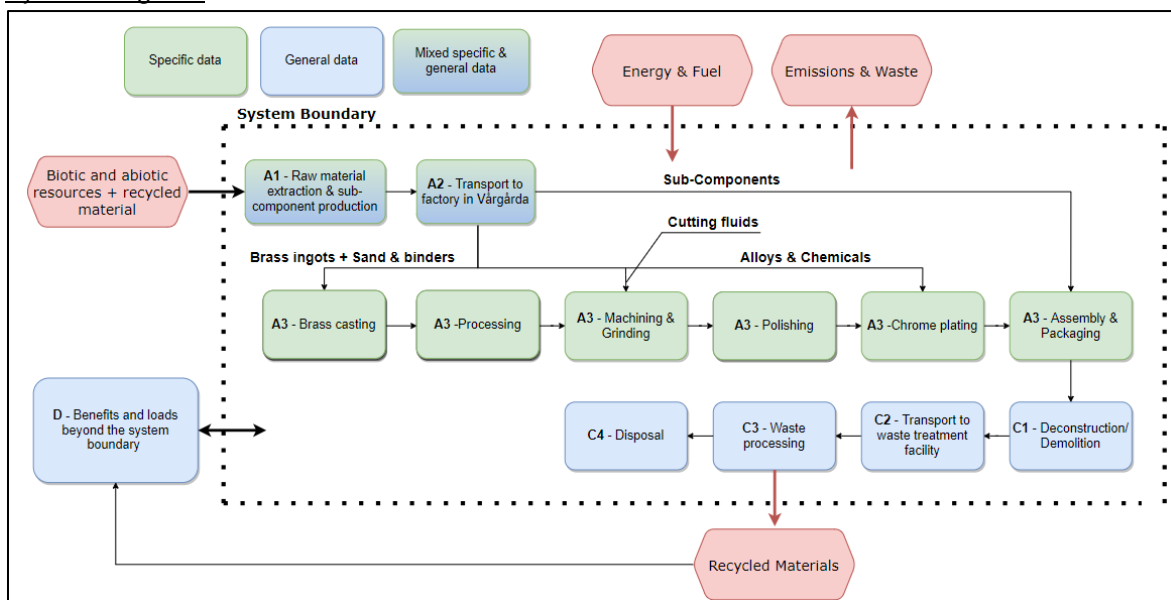 Specific data
General data
Mixed specific &
general data
Energy & Fuel
Emissions & Waste
System Boundary
Biotic and abiotic
resources + recycled
material
A1 - Raw material
extraction & sub-
component production
A2 - Transport to
factory in Vårgårda
Sub-Components
Cutting fluids
Brass ingots + Sand & binders
Alloys & Chemicals
A3 - Brass casting
A3 -Processing
A3 - Machining &
Grinding
A3 - Polishing
A3 -Chrome plating
A3 - Assembly &
Packaging
D - Benefits and loads
beyond the system
boundary
C4 - Disposal
C3 - Waste
processing
C2 - Transport to
waste treatment
facility
C1 - Deconstruction/
Demolition
Recycled Materials